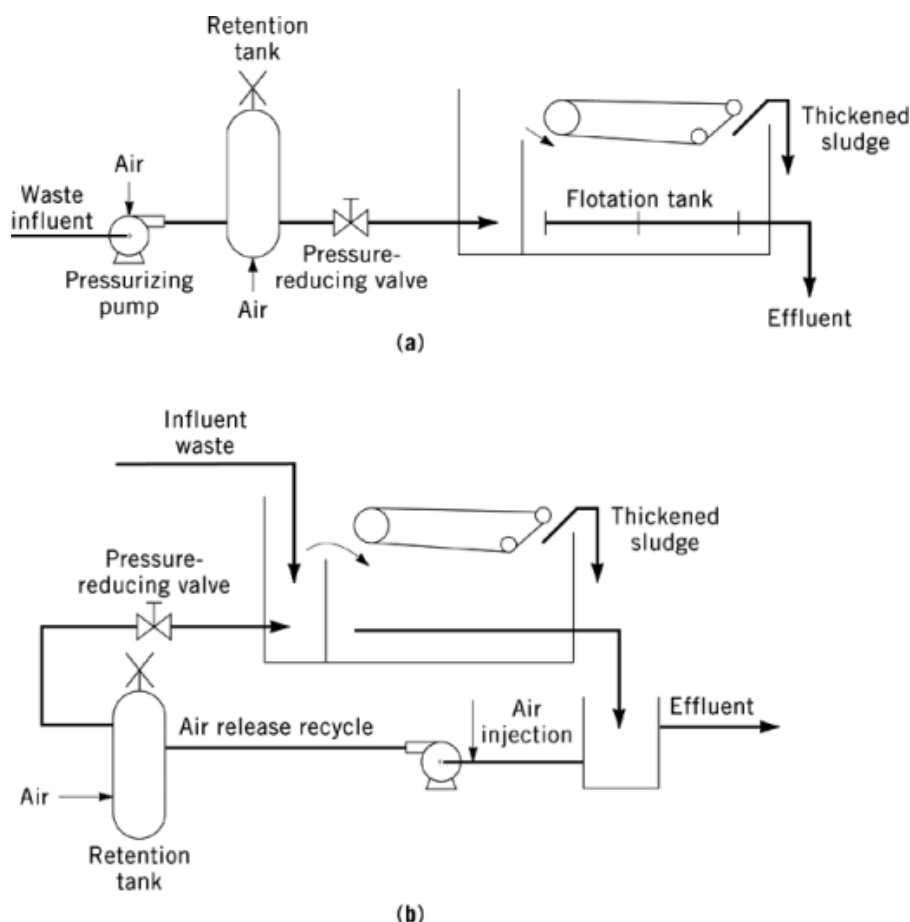 Retention
tank
Air
Waste
influent
Pressurizing
pump
Air
Pressure-
reducing valve
Flotation tank
Thickened
sludge
Effluent
(a)
Influent
waste
Pressure-
reducing valve
Thickened
sludge
Air release recycle
Air
injection
Effluent
Air
Retention
tank
(b)